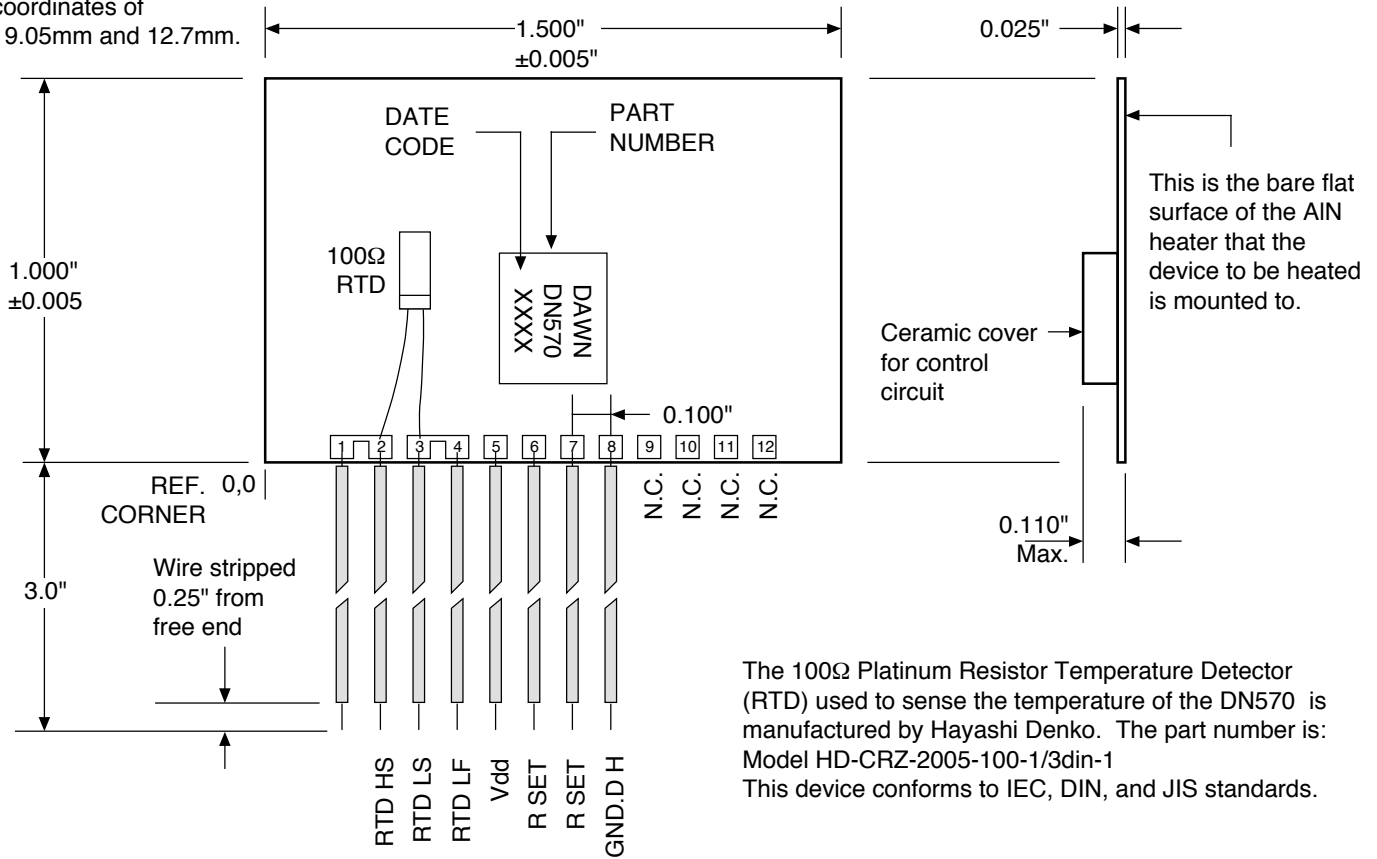 coordinates of
9.05mm and 12.7mm.
1.500"
±0.005"
0.025"
DATE
CODE
PART
NUMBER
This is the bare flat
surface of the AlN
heater that the
device to be heated
is mounted to.
100Ω
RTD
1.000"
±0.005
DAWN
DN570
XXXX
Ceramic cover
for control
circuit
0.100"
1 2 3 4 5 6 7 8 9 10 11 12
REF. 0,0
CORNER
N.C.
N.C.
N.C.
N.C.
0.110"
Max.
Wire stripped
0.25" from
free end
3.0"
The 100Ω Platinum Resistor Temperature Detector
(RTD) used to sense the temperature of the DN570 is
manufactured by Hayashi Denko. The part number is:
Model HD-CRZ-2005-100-1/3din-1
This device conforms to IEC, DIN, and JIS standards.
RTD HS
RTD LS
RTD LF
Vdd
R SET
R SET
GND.D H